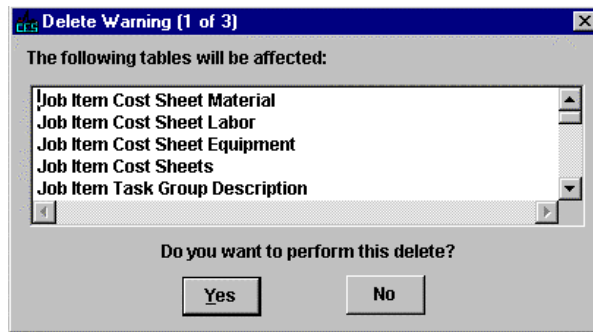 CCS
Delete Warning (1 of 3)
The following tables will be affected:
Job Item Cost Sheet Material
Job Item Cost Sheet Labor
Job Item Cost Sheet Equipment
Job Item Cost Sheets
Job Item Task Group Description
Do you want to perform this delete?
Yes
No